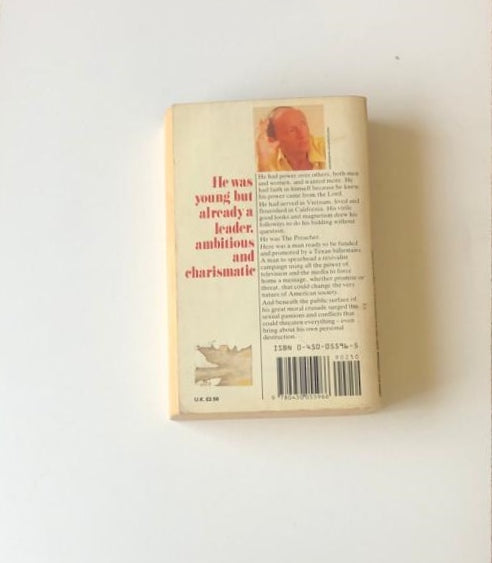 He was
young but
already a
leader,
ambitious
and
charismatic
He had power over others, both men
and women, and wanted more. He
had faith in himself because he knew
his power came from the Lord.
He had served in Vietnam, lived and
flourished in California. His virile
good looks and magnetism drew his
followers to do his bidding without
question.
He was The Preacher.
Here was a man ready to be funded
and promoted by a Texan billionaire.
A man to spearhead a revivalist
campaign using all the power of
television and the media to force
home a message, whether promise or
threat, that could change the very
nature of American society.
And beneath the public surface of
his great moral crusade surged the
sexual passions and conflicts that
could threaten everything – even
bring about his own personal
destruction.
ISBN 0-450-05596-5
90250
9 780450 055966
U.K. £2.50